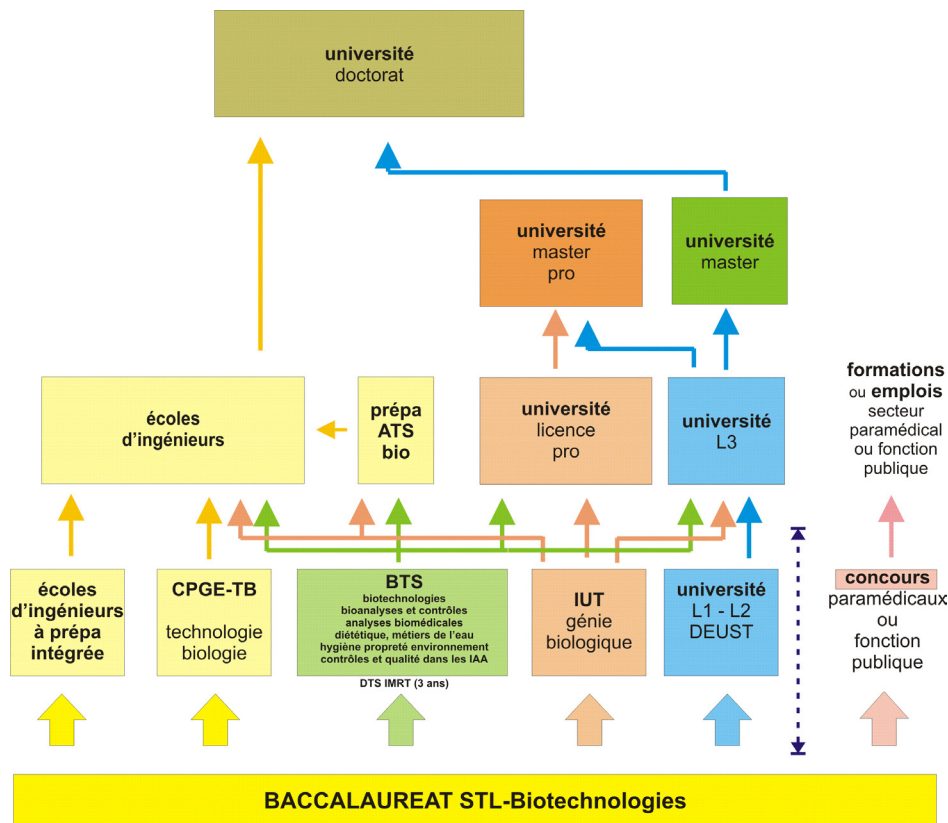 université
doctorat
université
master
pro
université
master
écoles
d'ingénieurs
prépa
ATS
bio
université
licence
pro
université
L3
formations
ou emplois
secteur
paramédical
ou fonction
publique
écoles
d'ingénieurs
à prépa
intégrée
CPGE-TB
technologie
biologie
BTS
biotechnologies
bioanalyses et contrôles
analyses biomédicales
diététique, métiers de l'eau
hygiène propreté environnement
contrôles et qualité dans les IAA
DTS IMRT (3 ans)
IUT
génie
biologique
université
L1 - L2
DEUST
concours
paramédicaux
ou
fonction
publique
BACCALAUREAT STL-Biotechnologies